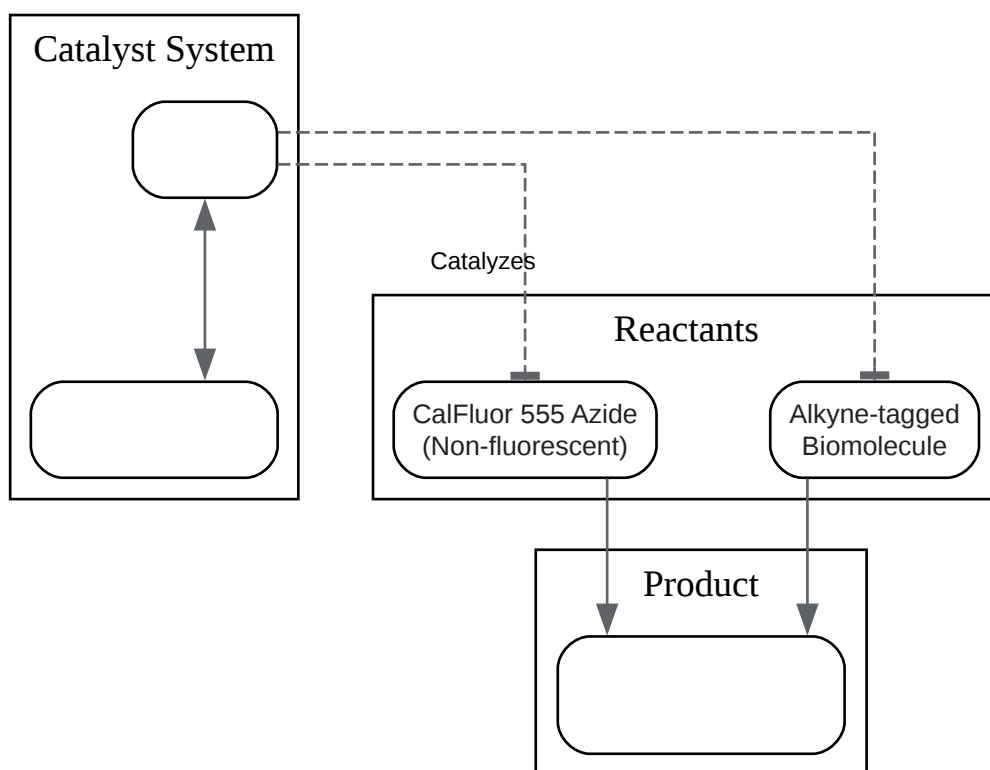 Catalyst System
Catalyzes
Reactants
CalFluor 555 Azide
(Non-fluorescent)
Alkyne-tagged
Biomolecule
Product